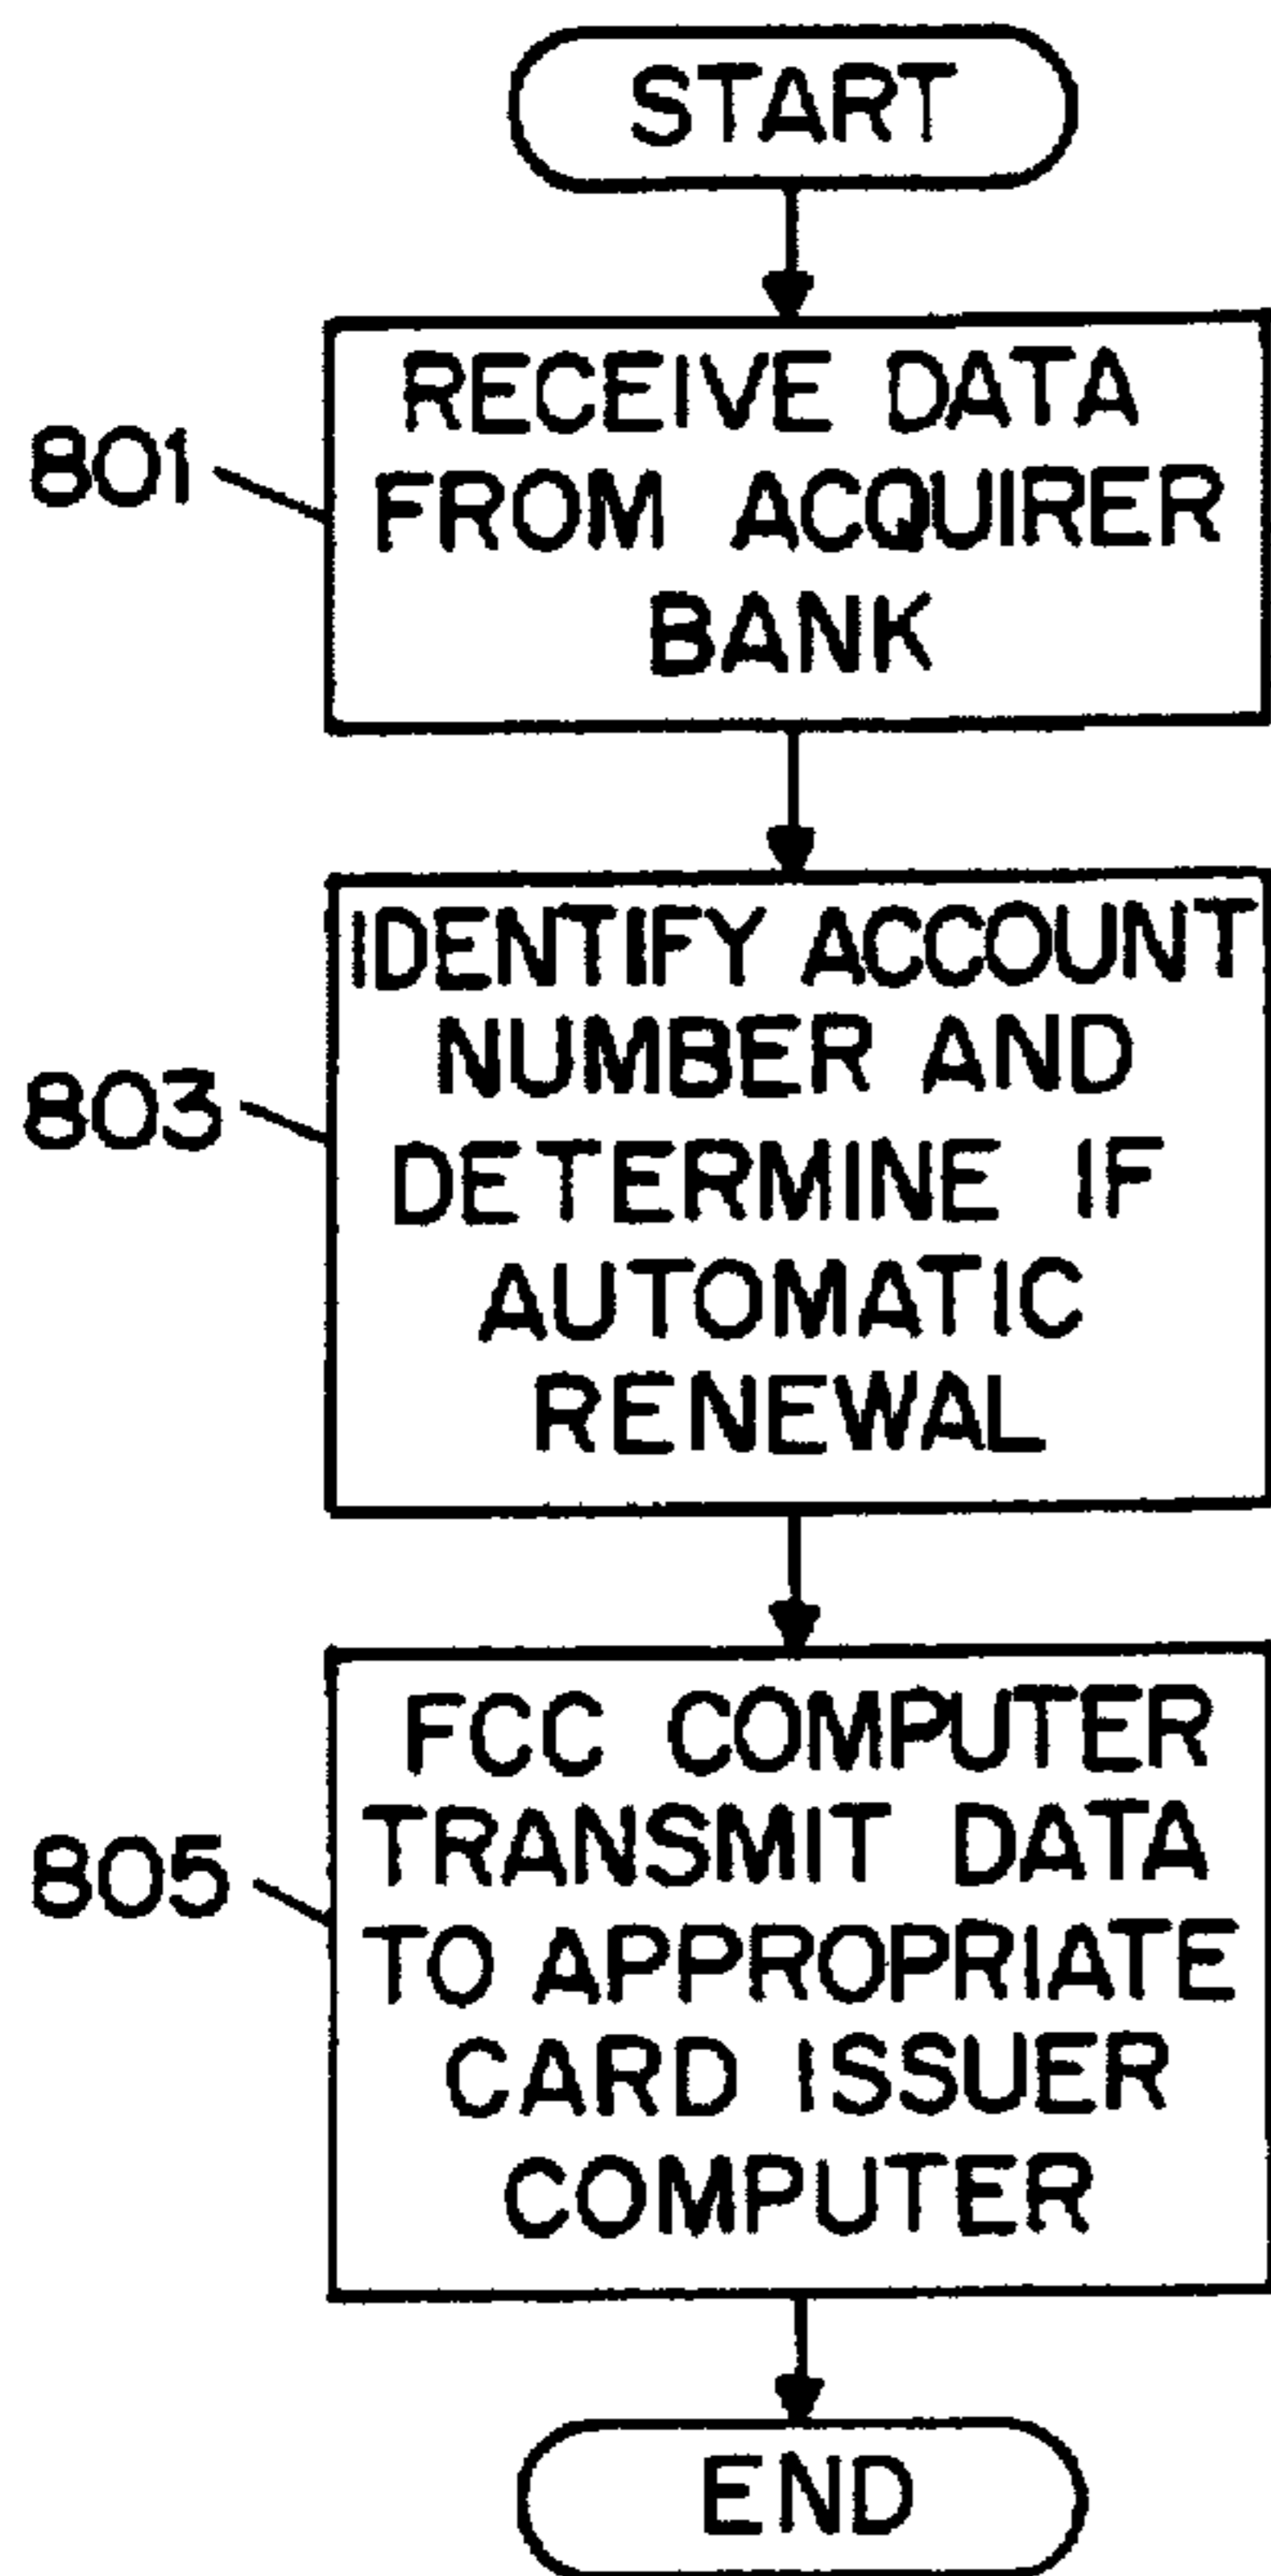 START
801
RECEIVE DATA
FROM ACQUIRER
BANK
803
IDENTIFY ACCOUNT
NUMBER AND
DETERMINE IF
AUTOMATIC
RENEWAL
805
FCC COMPUTER
TRANSMIT DATA
TO APPROPRIATE
CARD ISSUER
COMPUTER
END